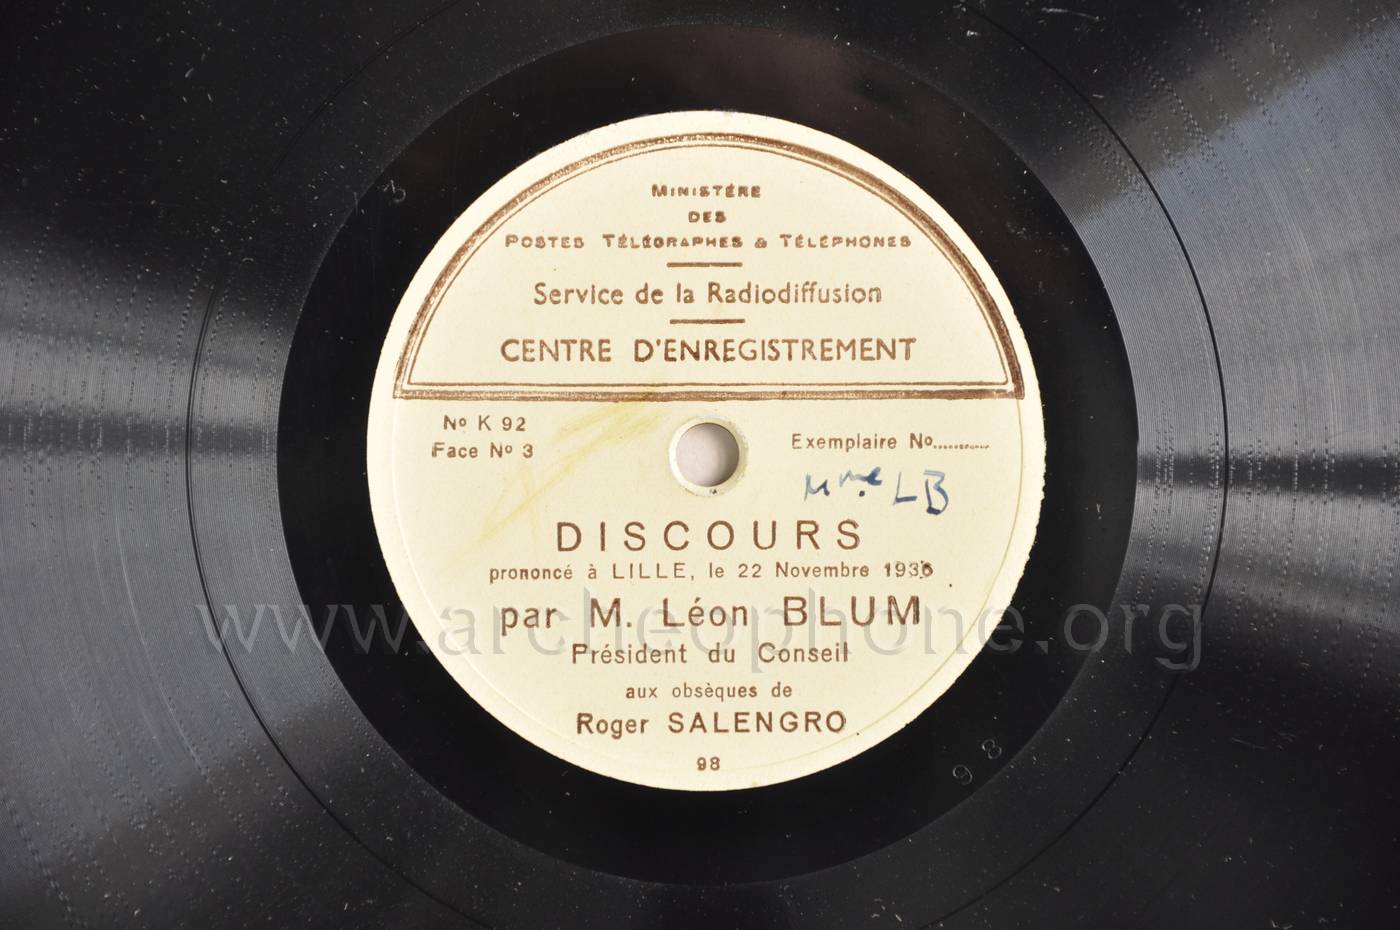 MINISTÉRE
DES
POSTES TÉLÉGRAPHES & TÉLÉPHONES
Service de la Radiodiffusion
CENTRE D'ENREGISTREMENT
No K 92
Face No 3
Exemplaire No...........
Mme LB
DISCOURS
prononcé à LILLE, le 22 Novembre 1936
par M. Léon BLUM
Président du Conseil
aux obsèques de
Roger SALENGRO
98
3
98
www.archeophone.org